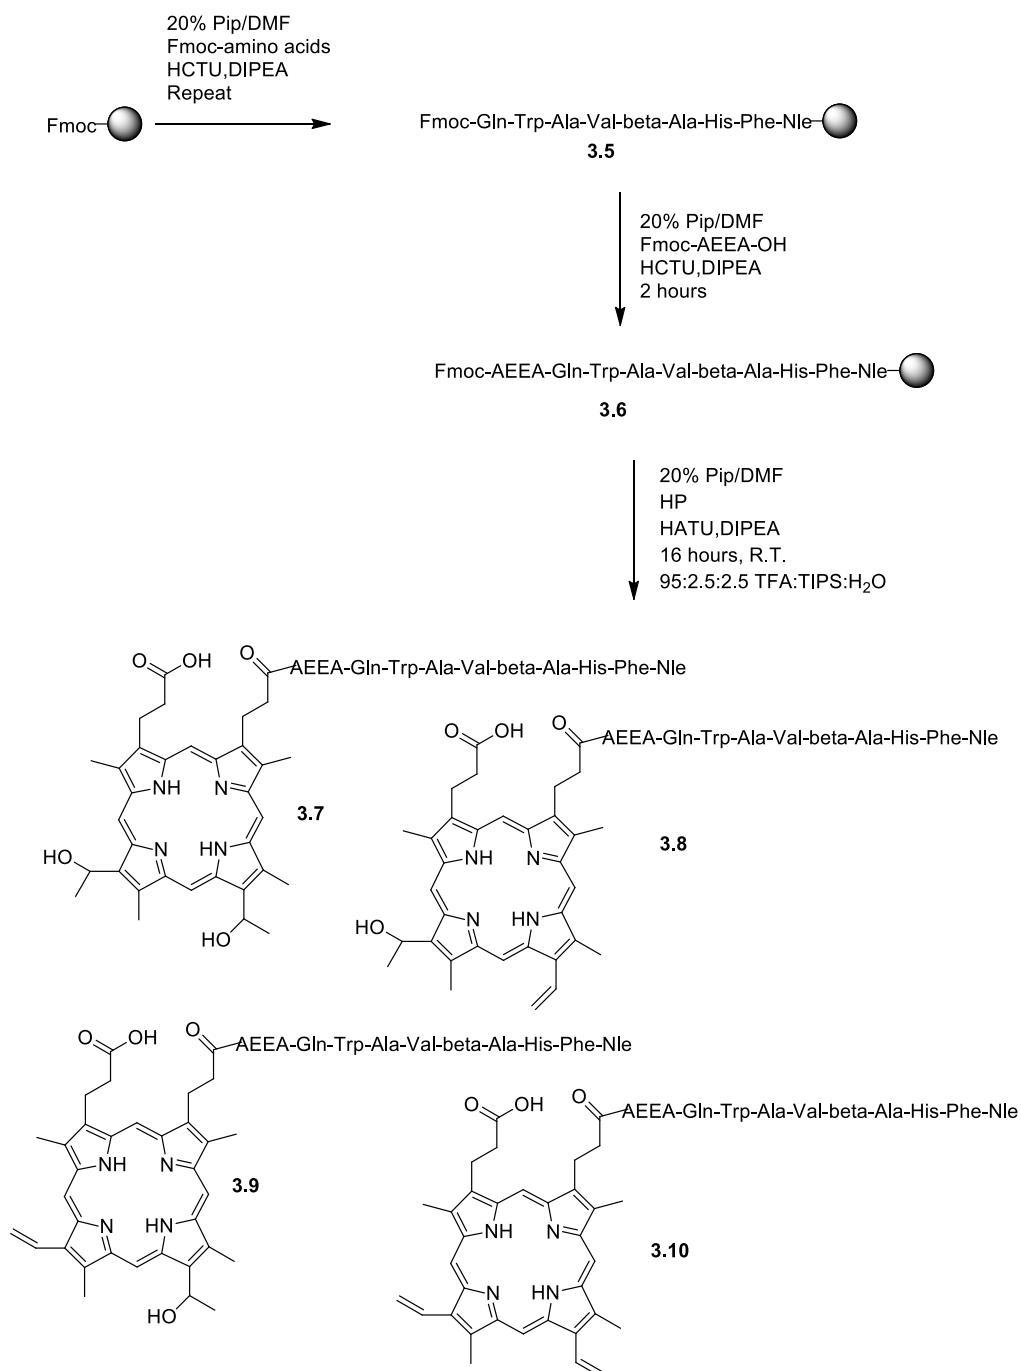 20% Pip/DMF
Fmoc-amino acids
HCTU,DIPEA
Repeat
Fmoc
Fmoc-Gln-Trp-Ala-Val-beta-Ala-His-Phe-Nle
3.5
20% Pip/DMF
Fmoc-AEEA-OH
HCTU,DIPEA
2 hours
Fmoc-AEEA-Gln-Trp-Ala-Val-beta-Ala-His-Phe-Nle
3.6
20% Pip/DMF
HP
HATU,DIPEA
16 hours, R.T.
95:2.5:2.5 TFA:TIPS:H₂O
O OH O AEEA-Gln-Trp-Ala-Val-beta-Ala-His-Phe-Nle
NH N
3.7
N HN
HO
HO
O OH O AEEA-Gln-Trp-Ala-Val-beta-Ala-His-Phe-Nle
NH N
3.8
N HN
HO
O OH O AEEA-Gln-Trp-Ala-Val-beta-Ala-His-Phe-Nle
NH N
3.9
N HN
HO
O OH O AEEA-Gln-Trp-Ala-Val-beta-Ala-His-Phe-Nle
NH N
3.10
N HN